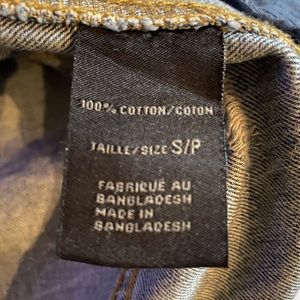 100% COTTON/COTON
TAILLE/SIZE S/P
FABRIQUÉ AU
BANGLADESH
MADE IN
BANGLADESH